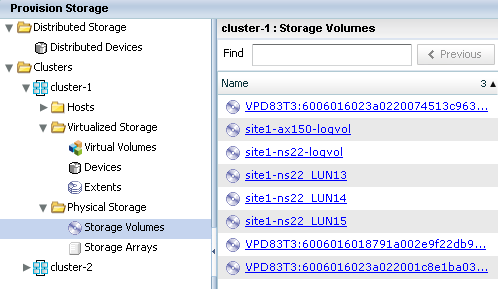 Provision Storage
Distributed Storage
Distributed Devices
Clusters
cluster-1
Hosts
Virtualized Storage
Virtual Volumes
Devices
Extents
Physical Storage
Storage Volumes
Storage Arrays
cluster-2
cluster-1 : Storage Volumes
Find
Previous
Name 3
VPD83T3:6006016023a0220074513c963...
site1-ax150-logvol
site1-ns22-logvol
site1-ns22_LUN13
site1-ns22_LUN14
site1-ns22_LUN15
VPD83T3:6006016018791a002e9f22db9...
VPD83T3:6006016023a022001c8e1ba03...